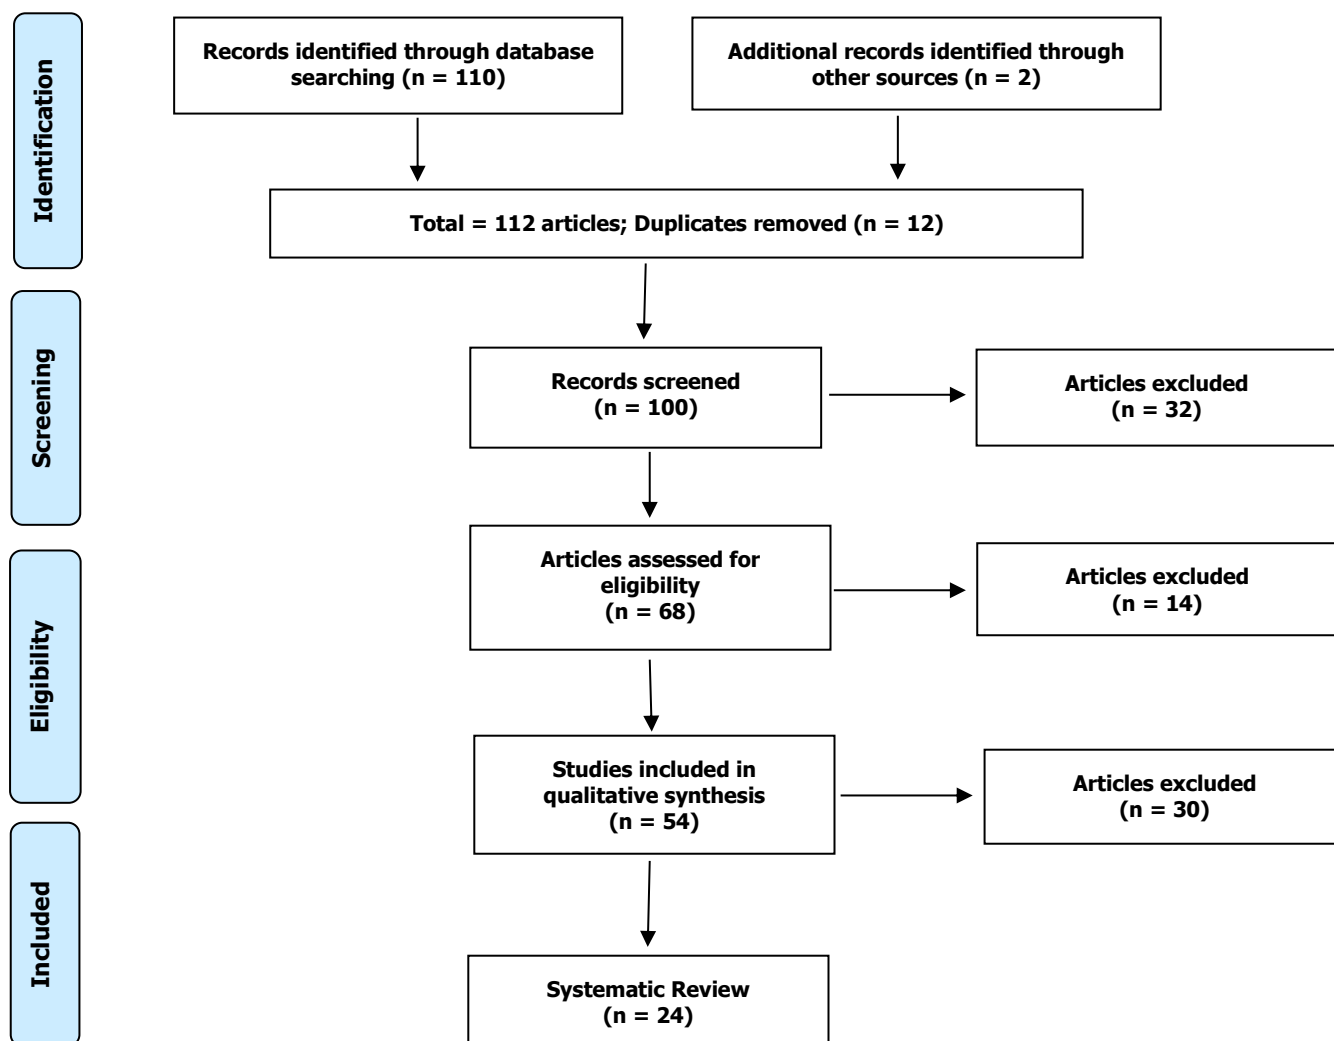 Identification
Records identified through database
searching (n = 110)
Additional records identified through
other sources (n = 2)
Total = 112 articles; Duplicates removed (n = 12)
Screening
Records screened
(n = 100)
Articles excluded
(n = 32)
Eligibility
Articles assessed for
eligibility
(n = 68)
Articles excluded
(n = 14)
Studies included in
qualitative synthesis
(n = 54)
Articles excluded
(n = 30)
Included
Systematic Review
(n = 24)